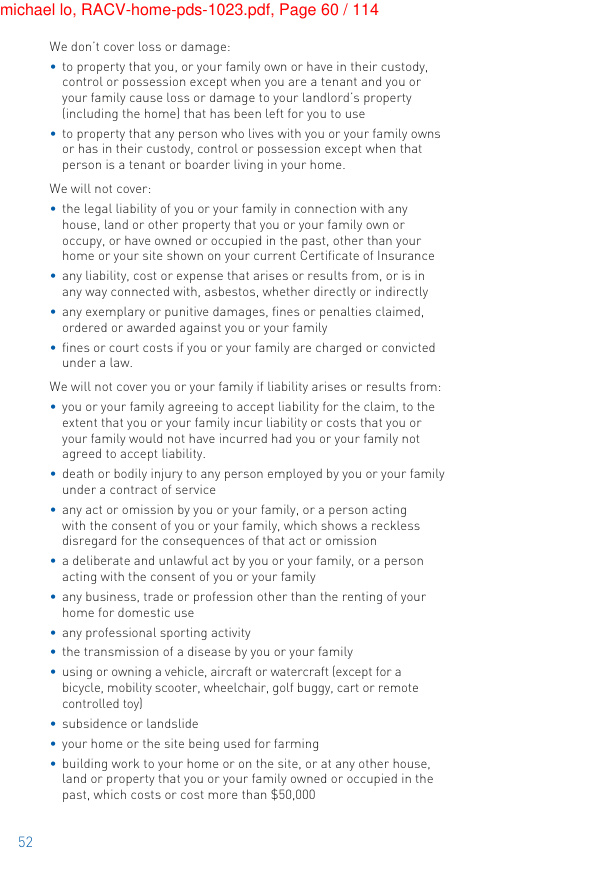 michael lo, RACV-home-pds-1023.pdf, Page 60 / 114
We don't cover loss or damage:
• to property that you, or your family own or have in their custody,
control or possession except when you are a tenant and you or
your family cause loss or damage to your landlord's property
(including the home) that has been left for you to use
• to property that any person who lives with you or your family owns
or has in their custody, control or possession except when that
person is a tenant or boarder living in your home.
We will not cover:
• the legal liability of you or your family in connection with any
house, land or other property that you or your family own or
occupy, or have owned or occupied in the past, other than your
home or your site shown on your current Certificate of Insurance
• any liability, cost or expense that arises or results from, or is in
any way connected with, asbestos, whether directly or indirectly
• any exemplary or punitive damages, fines or penalties claimed,
ordered or awarded against you or your family
• fines or court costs if you or your family are charged or convicted
under a law.
We will not cover you or your family if liability arises or results from:
• you or your family agreeing to accept liability for the claim, to the
extent that you or your family incur liability or costs that you or
your family would not have incurred had you or your family not
agreed to accept liability.
• death or bodily injury to any person employed by you or your family
under a contract of service
• any act or omission by you or your family, or a person acting
with the consent of you or your family, which shows a reckless
disregard for the consequences of that act or omission
• a deliberate and unlawful act by you or your family, or a person
acting with the consent of you or your family
• any business, trade or profession other than the renting of your
home for domestic use
• any professional sporting activity
• the transmission of a disease by you or your family
• using or owning a vehicle, aircraft or watercraft (except for a
bicycle, mobility scooter, wheelchair, golf buggy, cart or remote
controlled toy)
• subsidence or landslide
• your home or the site being used for farming
• building work to your home or on the site, or at any other house,
land or property that you or your family owned or occupied in the
past, which costs or cost more than $50,000
52